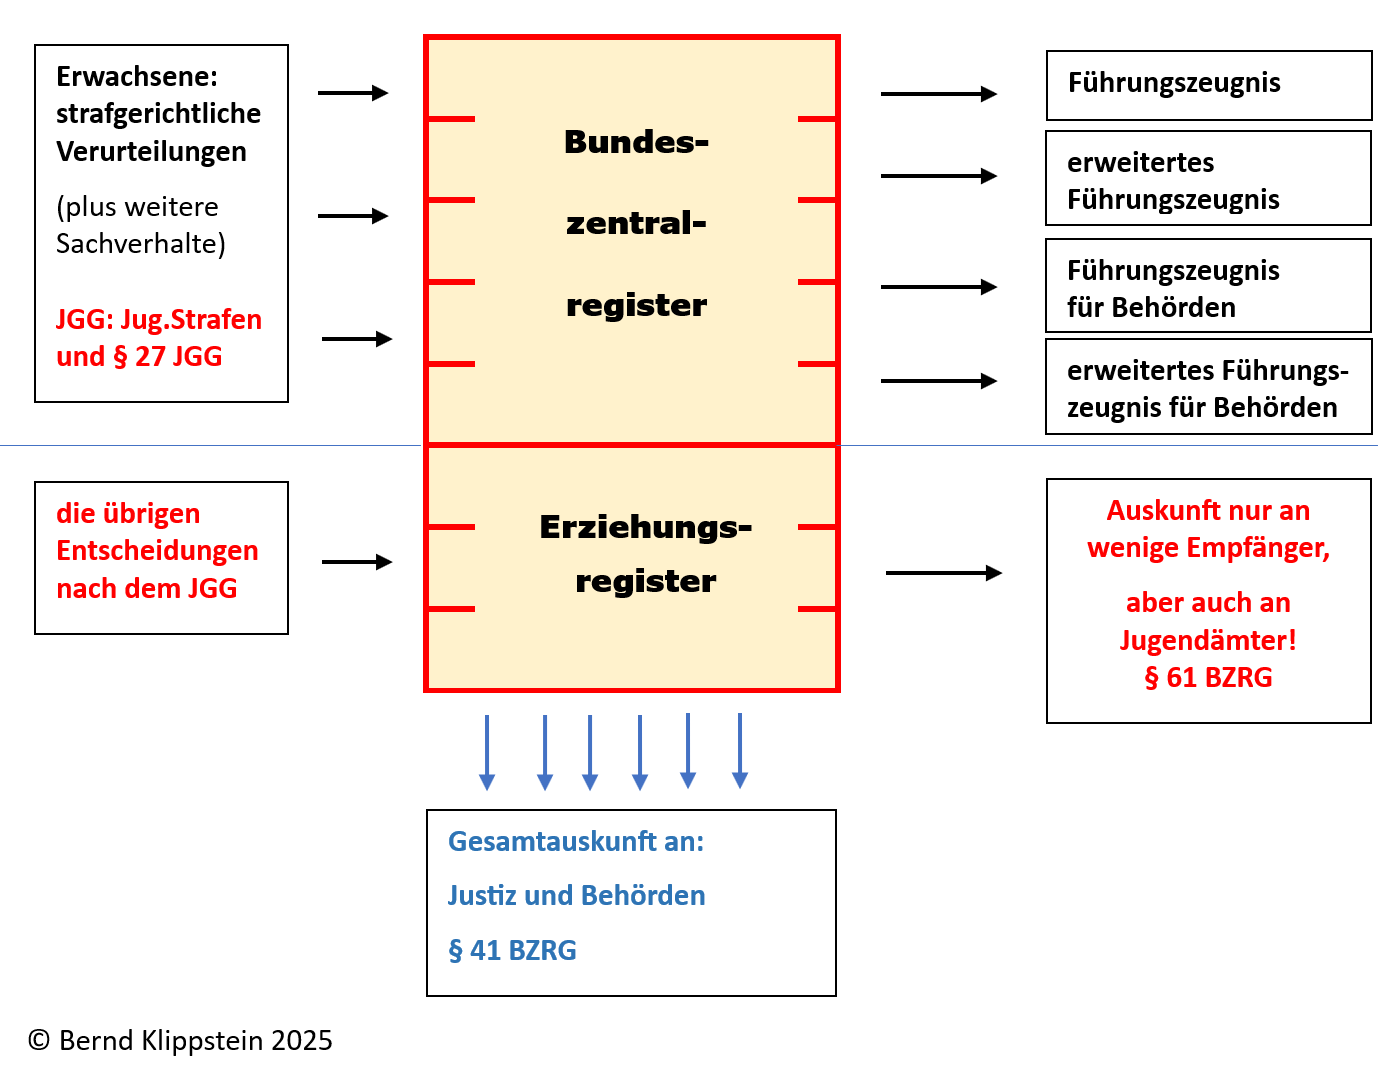 Erwachsene:
strafgerichtliche
Verurteilungen
(plus weitere
Sachverhalte)
JGG: Jug.Strafen
und § 27 JGG
Bundes-
zentral-
register
Führungszeugnis
erweitertes
Führungszeugnis
Führungszeugnis
für Behörden
erweitertes Führungs-
zeugnis für Behörden
die übrigen
Entscheidungen
nach dem JGG
Erziehungs-
register
Auskunft nur an
wenige Empfänger,
aber auch an
Jugendämter!
§ 61 BZRG
Gesamtauskunft an:
Justiz und Behörden
§ 41 BZRG
© Bernd Klippstein 2025